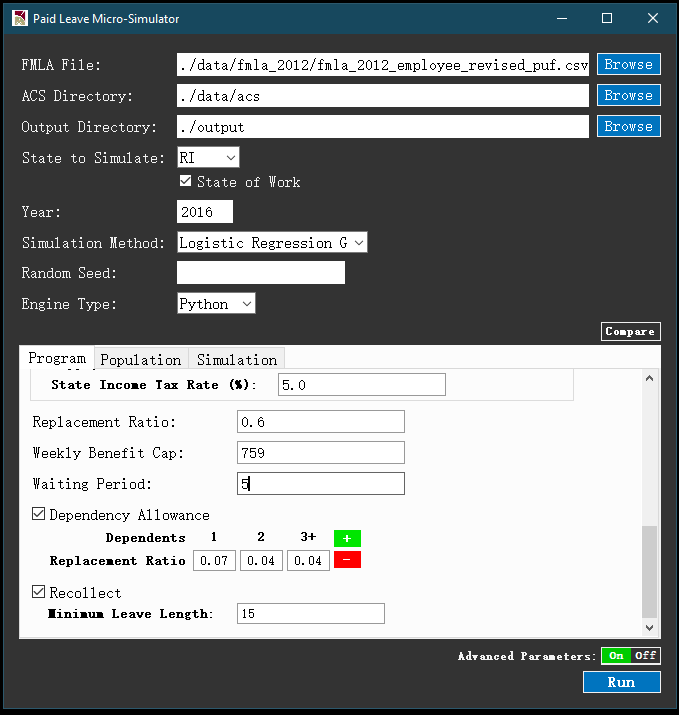 Paid Leave Micro-Simulator
FMLA File: ./data/fmla_2012/fmla_2012_employee_revised_puf.csv Browse
ACS Directory: ./data/acs Browse
Output Directory: ./output Browse
State to Simulate: RI
State of Work
Year: 2016
Simulation Method: Logistic Regression G
Random Seed:
Engine Type: Python
Compare
Program Population Simulation
State Income Tax Rate (%): 5.0
Replacement Ratio: 0.6
Weekly Benefit Cap: 759
Waiting Period: 5
Dependency Allowance
Dependents 1 2 3+ +
Replacement Ratio 0.07 0.04 0.04 -
Recollect
Minimum Leave Length: 15
Advanced Parameters: On Off
Run